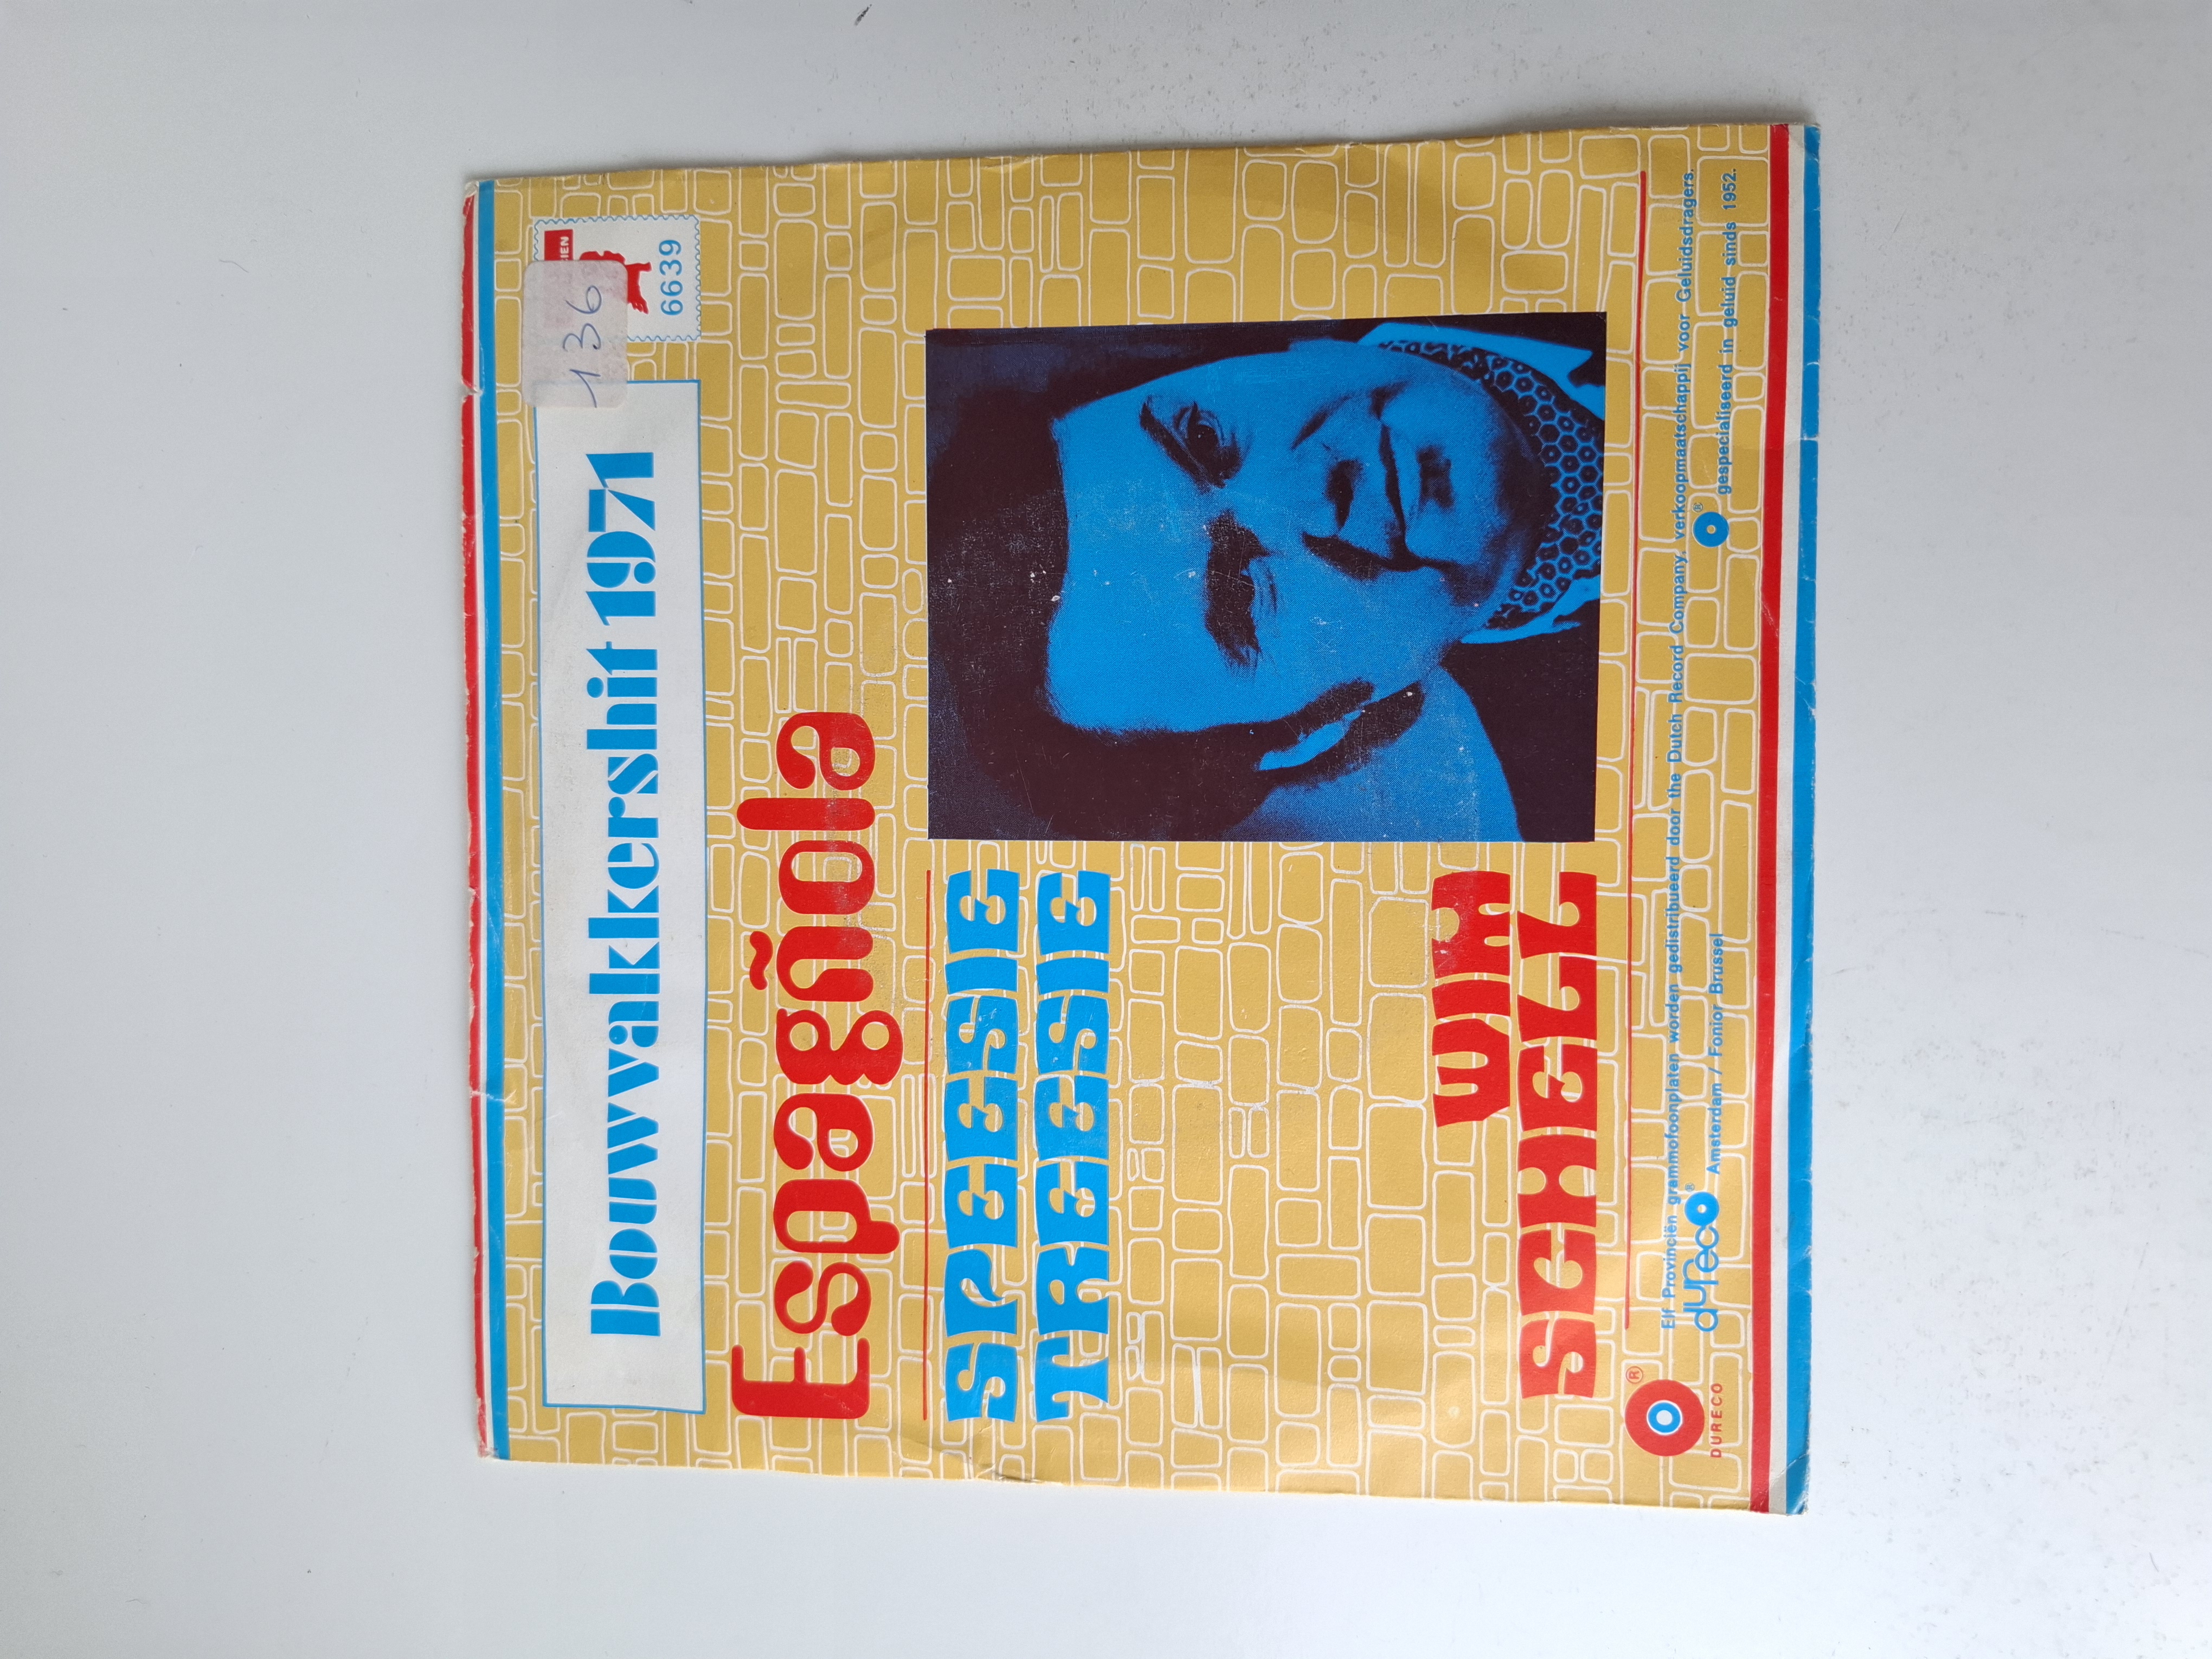 Bouwvakkershit 1971
136
6639
Espagñola
SPEESIE
TREESIE
WIM
SCHELL
Elf Provinciën grammofoonplaten worden gedistribueerd door the Dutch Record Company, verkoopmaatschappij voor Geluidsdragers.
dureco ® Amsterdam / Fonior Brussel
® gespecialiseerd in geluid sinds 1952.
®
DURECO